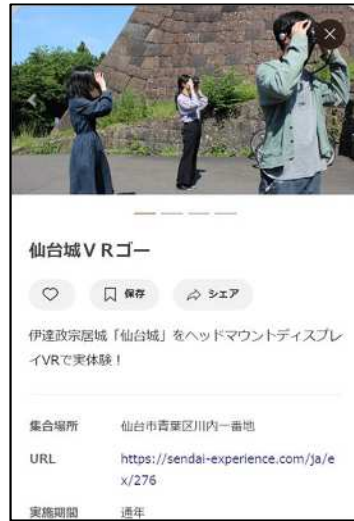 仙台城ＶＲゴー
保存
シェア
伊達政宗居城「仙台城」をヘッドマウントディスプレ
イVRで実体験！
集合場所 仙台市青葉区川内一番地
URL https://sendai-experience.com/ja/e
x/276
実施期間 通年